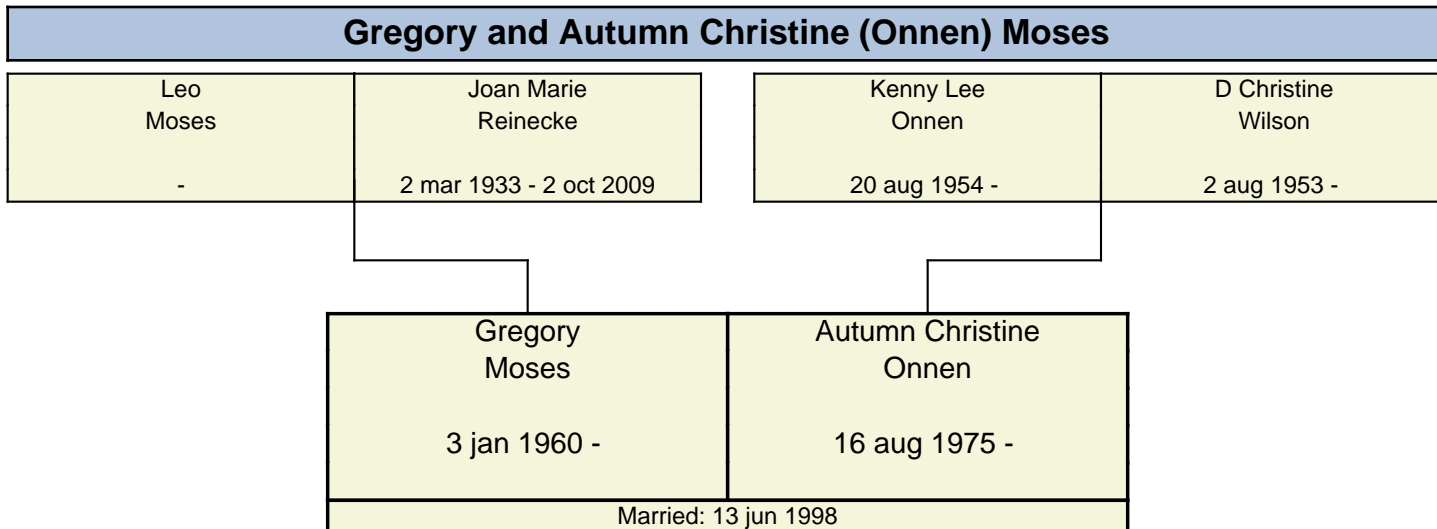 Gregory and Autumn Christine (Onnen) Moses
Leo
Moses
-
Joan Marie
Reinecke
2 mar 1933 - 2 oct 2009
Kenny Lee
Onnen
20 aug 1954 -
D Christine
Wilson
2 aug 1953 -
Gregory
Moses
3 jan 1960 -
Autumn Christine
Onnen
16 aug 1975 -
Married: 13 jun 1998